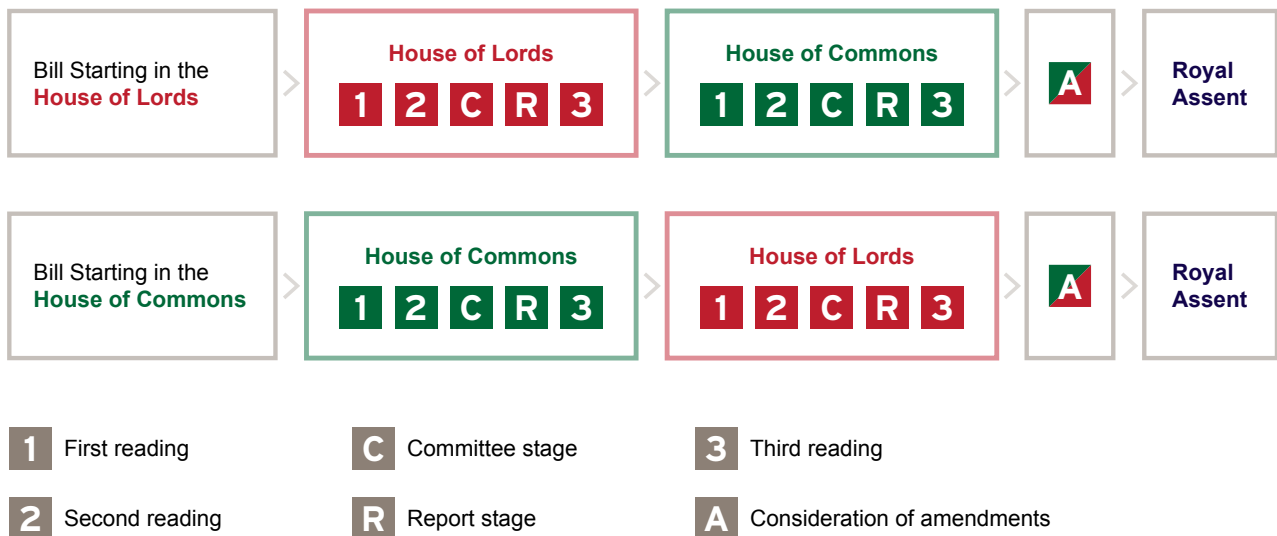 Bill Starting in the
House of Lords
House of Lords
1 2 C R 3
House of Commons
1 2 C R 3
A
Royal
Assent
Bill Starting in the
House of Commons
House of Commons
1 2 C R 3
House of Lords
1 2 C R 3
A
Royal
Assent
1 First reading
C Committee stage
3 Third reading
2 Second reading
R Report stage
A Consideration of amendments